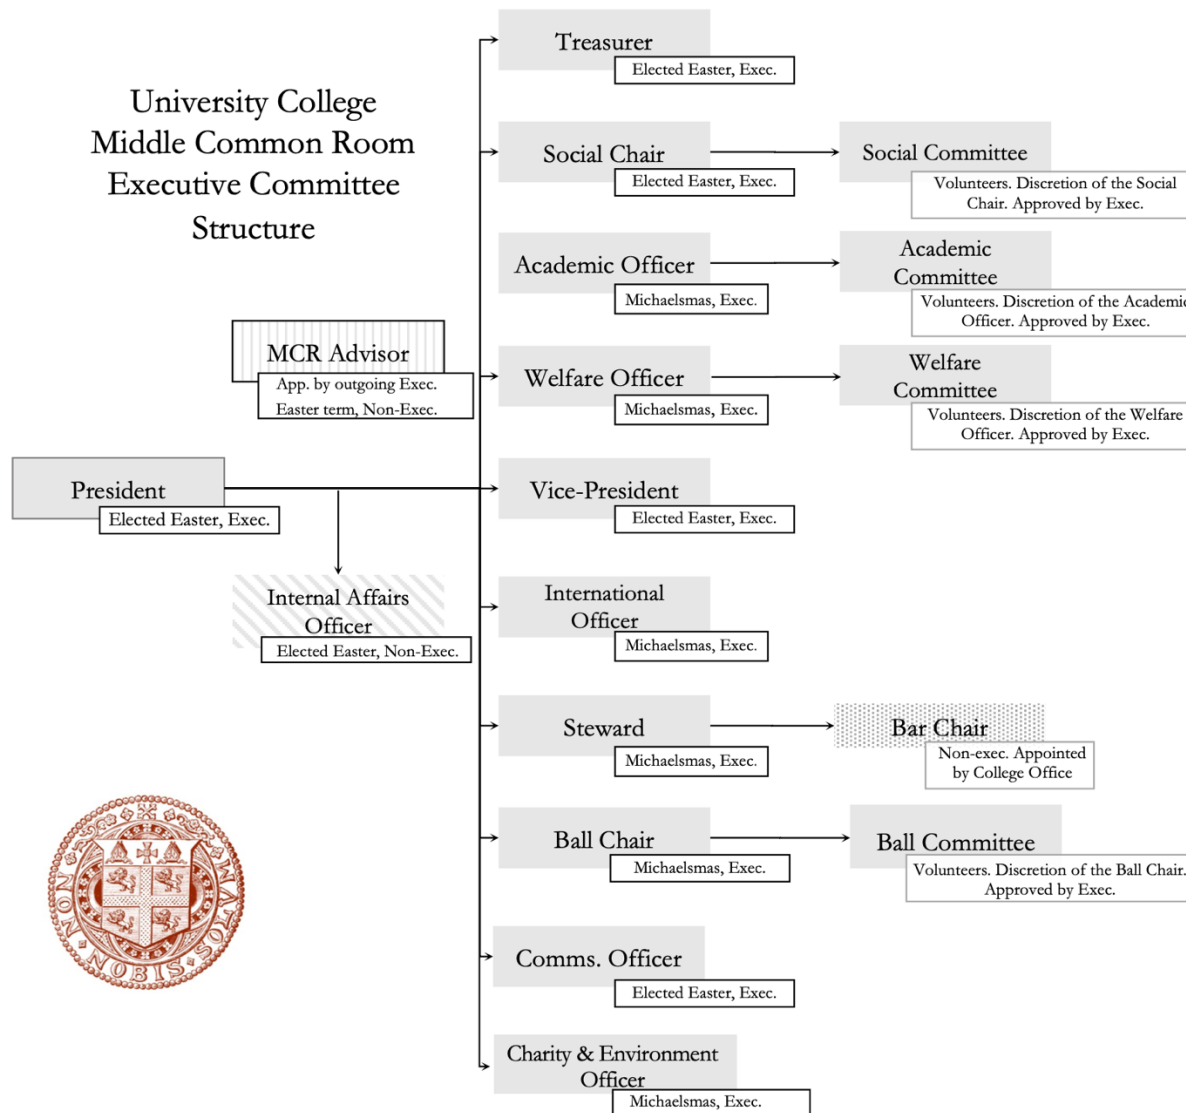 University College
Middle Common Room
Executive Committee
Structure
Treasurer
Elected Easter, Exec.
Social Chair
Elected Easter, Exec.
Social Committee
Volunteers. Discretion of the Social
Chair. Approved by Exec.
Academic Officer
Michaelsmas, Exec.
Academic
Committee
Volunteers. Discretion of the Academic
Officer. Approved by Exec.
MCR Advisor
App. by outgoing Exec.
Easter term, Non-Exec.
Welfare Officer
Michaelsmas, Exec.
Welfare
Committee
Volunteers. Discretion of the Welfare
Officer. Approved by Exec.
President
Elected Easter, Exec.
Vice-President
Elected Easter, Exec.
Internal Affairs
Officer
Elected Easter, Non-Exec.
International
Officer
Michaelsmas, Exec.
Steward
Michaelsmas, Exec.
Bar Chair
Non-exec. Appointed
by College Office
Ball Chair
Michaelsmas, Exec.
Ball Committee
Volunteers. Discretion of the Ball Chair.
Approved by Exec.
Comms. Officer
Elected Easter, Exec.
Charity & Environment
Officer
Michaelsmas, Exec.
NON · NOBIS · SOLUM · NATOS